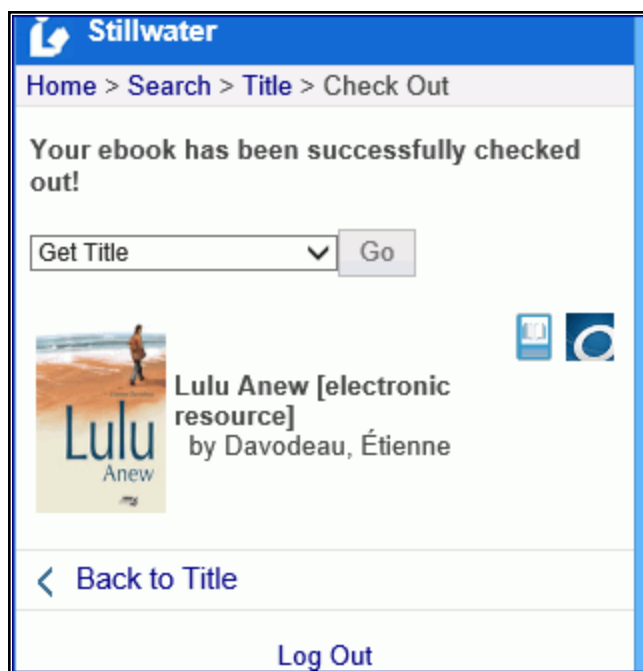 Stillwater
Home > Search > Title > Check Out
Your ebook has been successfully checked
out!
Get Title
Go
Lulu Anew [electronic
resource]
by Davodeau, Étienne
Lulu
Anew
Back to Title
Log Out